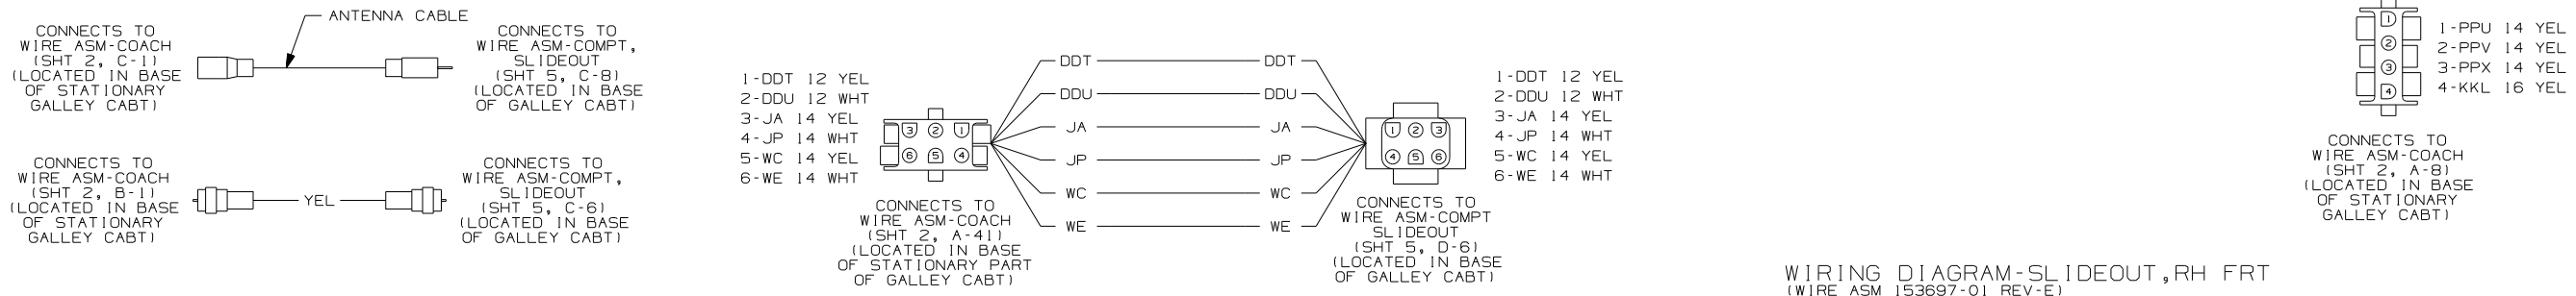 ANTENNA CABLE
CONNECTS TO
WIRE ASM-COACH
(SHT 2, C-1)
(LOCATED IN BASE
OF STATIONARY
GALLEY CABT)
CONNECTS TO
WIRE ASM-COMPT,
SLIDEOUT
(SHT 5, C-8)
(LOCATED IN BASE
OF GALLEY CABT)
CONNECTS TO
WIRE ASM-COACH
(SHT 2, B-1)
(LOCATED IN BASE
OF STATIONARY
GALLEY CABT)
YEL
CONNECTS TO
WIRE ASM-COMPT,
SLIDEOUT
(SHT 5, C-6)
(LOCATED IN BASE
OF GALLEY CABT)
1-DDT 12 YEL
2-DDU 12 WHT
3-JA 14 YEL
4-JP 14 WHT
5-WC 14 YEL
6-WE 14 WHT
3 2 1
6 5 4
CONNECTS TO
WIRE ASM-COACH
(SHT 2, A-41)
(LOCATED IN BASE
OF STATIONARY PART
OF GALLEY CABT)
DDT DDT
DDU DDU
JA JA
JP JP
WC WC
WE WE
1 2 3
4 5 6
CONNECTS TO
WIRE ASM-COMPT
SLIDEOUT
(SHT 5, D-6)
(LOCATED IN BASE
OF GALLEY CABT)
1-DDT 12 YEL
2-DDU 12 WHT
3-JA 14 YEL
4-JP 14 WHT
5-WC 14 YEL
6-WE 14 WHT
1
2
3
4
1-PPU 14 YEL
2-PPV 14 YEL
3-PPX 14 YEL
4-KKL 16 YEL
CONNECTS TO
WIRE ASM-COACH
(SHT 2, A-8)
(LOCATED IN BASE
OF STATIONARY
GALLEY CABT)
WIRING DIAGRAM-SLIDEOUT,RH FRT
(WIRE ASM 153697-01 REV-E)